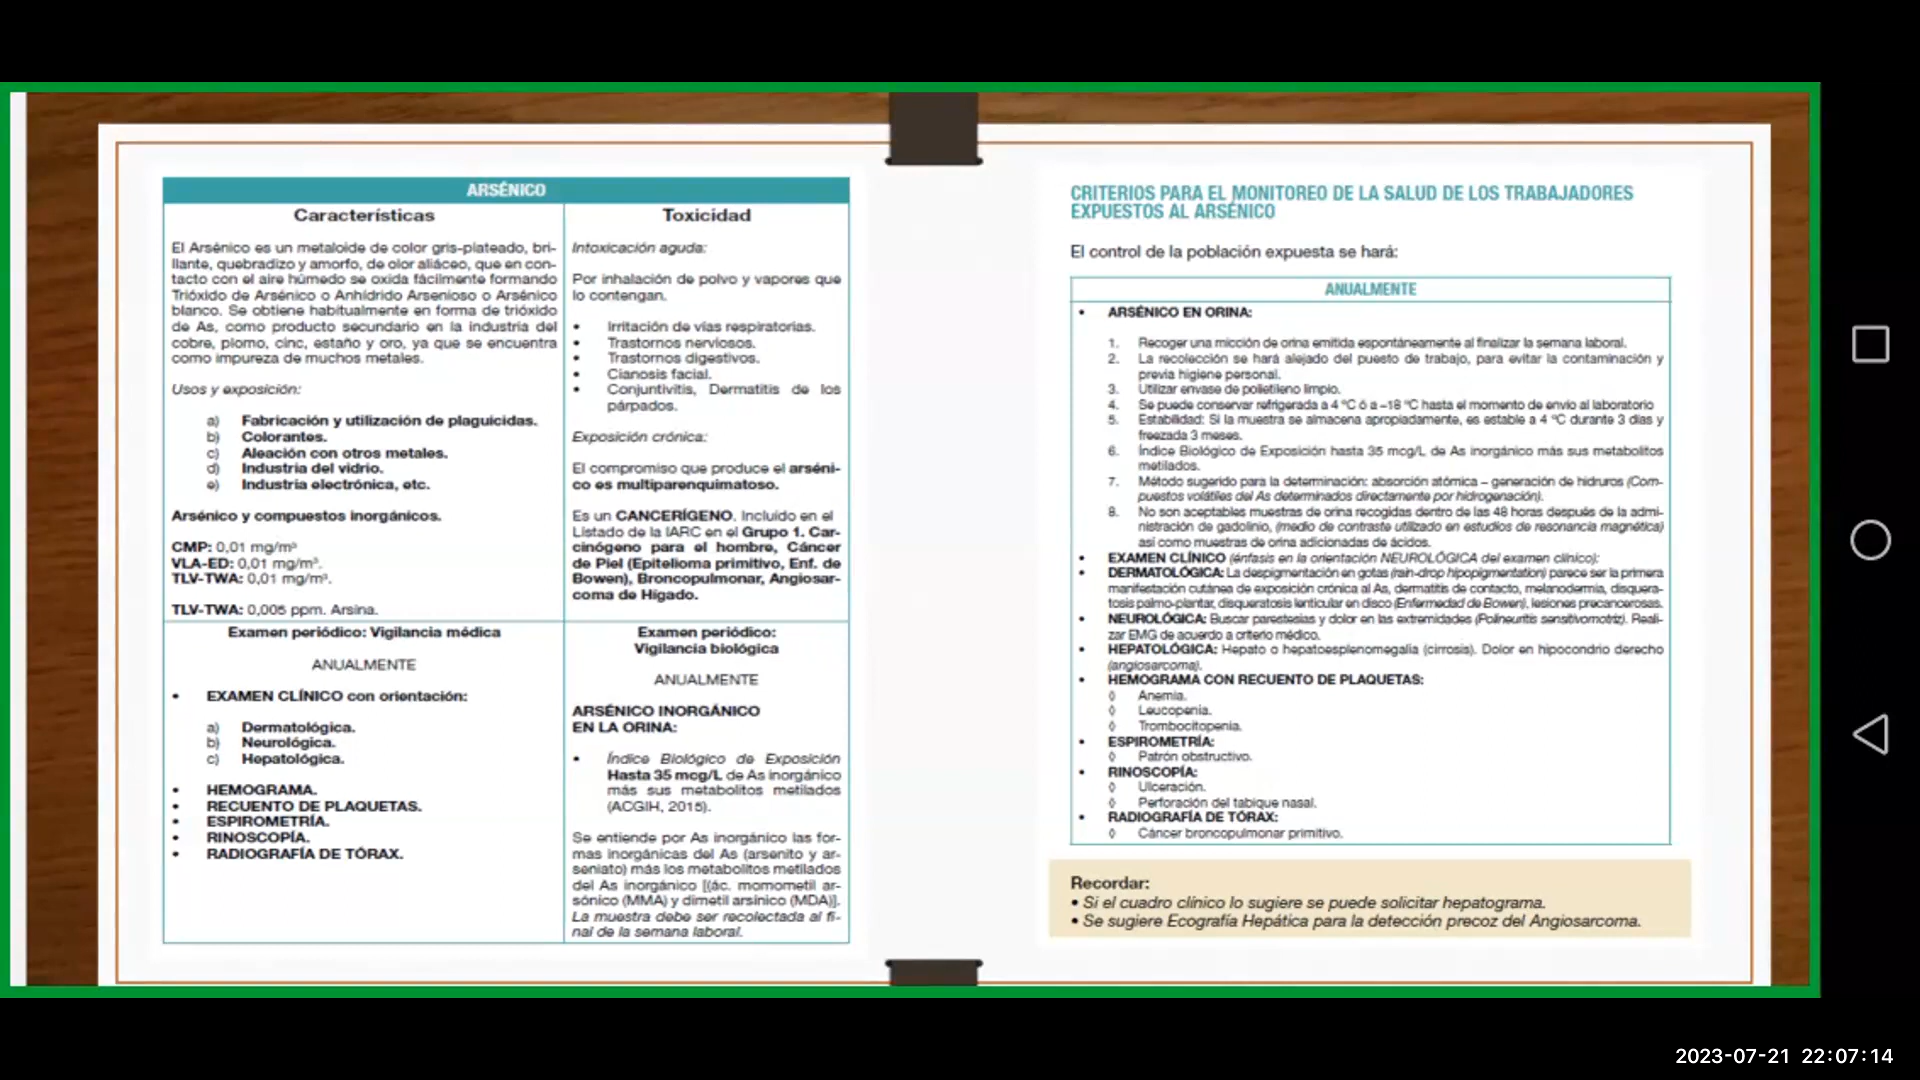 ARSÉNICO
Características
El Arsénico es un metaloide de color gris-plateado, bri-
llante, quebradizo y amorfo, de olor aliáceo, que en con-
tacto con el aire húmedo se oxida fácilmente formando
Trióxido de Arsénico o Anhídrido Arsenioso o Arsénico
blanco. Se obtiene habitualmente en forma de trióxido
de As, como producto secundario en la industria del
cobre, plomo, cinc, estaño y oro, ya que se encuentra
como impureza de muchos metales.
Usos y exposición:
a) Fabricación y utilización de plaguicidas.
b) Colorantes.
c) Aleación con otros metales.
d) Industria del vidrio.
e) Industria electrónica, etc.
Arsénico y compuestos inorgánicos.
CMP: 0,01 mg/m³
VLA-ED: 0,01 mg/m³.
TLV-TWA: 0,01 mg/m³.
TLV-TWA: 0,005 ppm. Arsina.
Toxicidad
Intoxicación aguda:
Por inhalación de polvo y vapores que
lo contengan.
• Irritación de vías respiratorias.
• Trastornos nerviosos.
• Trastornos digestivos.
• Cianosis facial.
• Conjuntivitis, Dermatitis de los
párpados.
Exposición crónica:
El compromiso que produce el arséni-
co es multiparenquimatoso.
Es un CANCERÍGENO. Incluido en el
Listado de la IARC en el Grupo 1. Car-
cinógeno para el hombre, Cáncer
de Piel (Epitelioma primitivo, Enf. de
Bowen), Broncopulmonar, Angiosar-
coma de Hígado.
Examen periódico: Vigilancia médica
ANUALMENTE
• EXAMEN CLÍNICO con orientación:
a) Dermatológica.
b) Neurológica.
c) Hepatológica.
• HEMOGRAMA.
• RECUENTO DE PLAQUETAS.
• ESPIROMETRÍA.
• RINOSCOPÍA.
• RADIOGRAFÍA DE TÓRAX.
Examen periódico:
Vigilancia biológica
ANUALMENTE
ARSÉNICO INORGÁNICO
EN LA ORINA:
• Índice Biológico de Exposición
Hasta 35 mcg/L de As inorgánico
más sus metabolitos metilados
(ACGIH, 2015).
Se entiende por As inorgánico las for-
mas inorgánicas del As (arsenito y ar-
seniato) más los metabolitos metilados
del As inorgánico [(ác. momometil ar-
sónico (MMA) y dimetil arsínico (MDA)].
La muestra debe ser recolectada al fi-
nal de la semana laboral.
CRITERIOS PARA EL MONITOREO DE LA SALUD DE LOS TRABAJADORES
EXPUESTOS AL ARSÉNICO
El control de la población expuesta se hará:
ANUALMENTE
• ARSÉNICO EN ORINA:
1. Recoger una micción de orina emitida espontáneamente al finalizar la semana laboral.
2. La recolección se hará alejado del puesto de trabajo, para evitar la contaminación y
previa higiene personal.
3. Utilizar envase de polietileno limpio.
4. Se puede conservar refrigerada a 4 °C ó a –18 °C hasta el momento de envío al laboratorio
5. Estabilidad: Si la muestra se almacena apropiadamente, es estable a 4 °C durante 3 días y
freezada 3 meses.
6. Índice Biológico de Exposición hasta 35 mcg/L, de As inorgánico más sus metabolitos
metilados.
7. Método sugerido para la determinación: absorción atómica – generación de hidruros (Com-
puestos volátiles del As determinados directamente por hidrogenación).
8. No son aceptables muestras de orina recogidas dentro de las 48 horas después de la admi-
nistración de gadolinio, (medio de contraste utilizado en estudios de resonancia magnética)
así como muestras de orina adicionadas de ácidos.
• EXAMEN CLÍNICO (énfasis en la orientación NEUROLÓGICA del examen clínico):
• DERMATOLÓGICA: La despigmentación en gotas (rain-drop hipopigmentation) parece ser la primera
manifestación cutánea de exposición crónica al As, dermatitis de contacto, melanodermia, disquera-
tosis palmo-plantar, disqueratosis lenticular en disco (Enfermedad de Bowen), lesiones precancerosas.
• NEUROLÓGICA: Buscar parestesias y dolor en las extremidades (Polineuritis sensitivomotriz). Reali-
zar EMG de acuerdo a criterio médico.
• HEPATOLÓGICA: Hepato o hepatoesplenomegalia (cirrosis). Dolor en hipocondrio derecho
(angiosarcoma).
• HEMOGRAMA CON RECUENTO DE PLAQUETAS:
◊ Anemia.
◊ Leucopenia.
◊ Trombocitopenia.
• ESPIROMETRÍA:
◊ Patrón obstructivo.
• RINOSCOPÍA:
◊ Ulceración.
◊ Perforación del tabique nasal.
• RADIOGRAFÍA DE TÓRAX:
◊ Cáncer broncopulmonar primitivo.
Recordar:
• Si el cuadro clínico lo sugiere se puede solicitar hepatograma.
• Se sugiere Ecografía Hepática para la detección precoz del Angiosarcoma.
2023-07-21 22:07:14